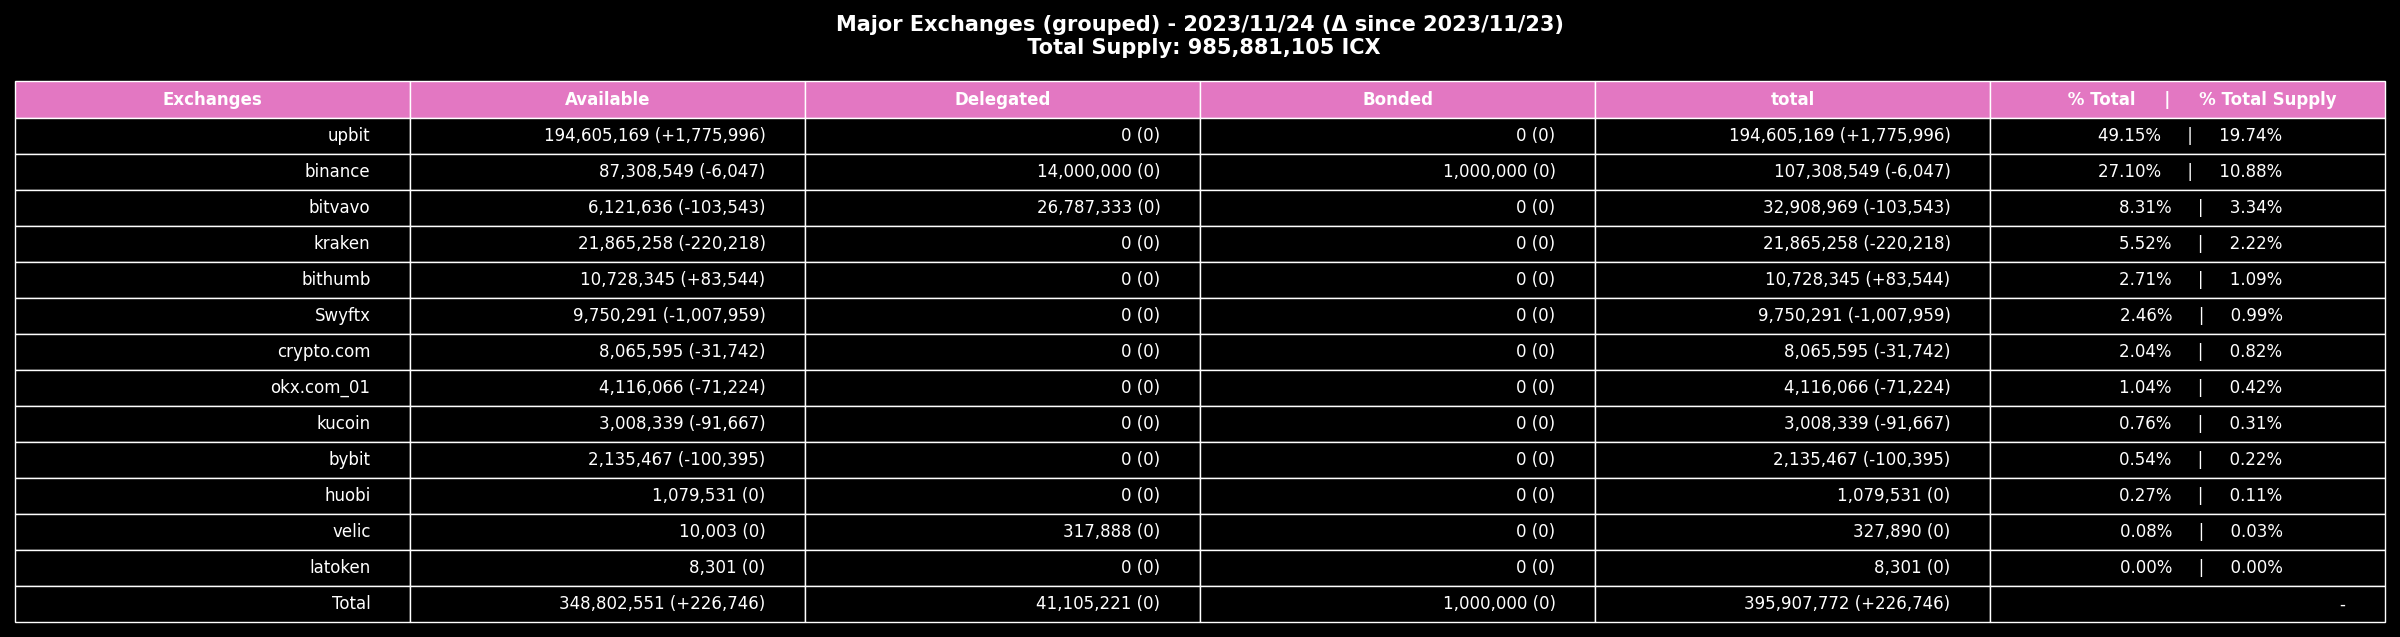 Major Exchanges (grouped) - 2023/11/24 (Δ since 2023/11/23)
Total Supply: 985,881,105 ICX
Exchanges Available Delegated Bonded total % Total | % Total Supply
upbit 194,605,169 (+1,775,996) 0 (0) 0 (0) 194,605,169 (+1,775,996) 49.15% | 19.74%
binance 87,308,549 (-6,047) 14,000,000 (0) 1,000,000 (0) 107,308,549 (-6,047) 27.10% | 10.88%
bitvavo 6,121,636 (-103,543) 26,787,333 (0) 0 (0) 32,908,969 (-103,543) 8.31% | 3.34%
kraken 21,865,258 (-220,218) 0 (0) 0 (0) 21,865,258 (-220,218) 5.52% | 2.22%
bithumb 10,728,345 (+83,544) 0 (0) 0 (0) 10,728,345 (+83,544) 2.71% | 1.09%
Swyftx 9,750,291 (-1,007,959) 0 (0) 0 (0) 9,750,291 (-1,007,959) 2.46% | 0.99%
crypto.com 8,065,595 (-31,742) 0 (0) 0 (0) 8,065,595 (-31,742) 2.04% | 0.82%
okx.com_01 4,116,066 (-71,224) 0 (0) 0 (0) 4,116,066 (-71,224) 1.04% | 0.42%
kucoin 3,008,339 (-91,667) 0 (0) 0 (0) 3,008,339 (-91,667) 0.76% | 0.31%
bybit 2,135,467 (-100,395) 0 (0) 0 (0) 2,135,467 (-100,395) 0.54% | 0.22%
huobi 1,079,531 (0) 0 (0) 0 (0) 1,079,531 (0) 0.27% | 0.11%
velic 10,003 (0) 317,888 (0) 0 (0) 327,890 (0) 0.08% | 0.03%
latoken 8,301 (0) 0 (0) 0 (0) 8,301 (0) 0.00% | 0.00%
Total 348,802,551 (+226,746) 41,105,221 (0) 1,000,000 (0) 395,907,772 (+226,746) -